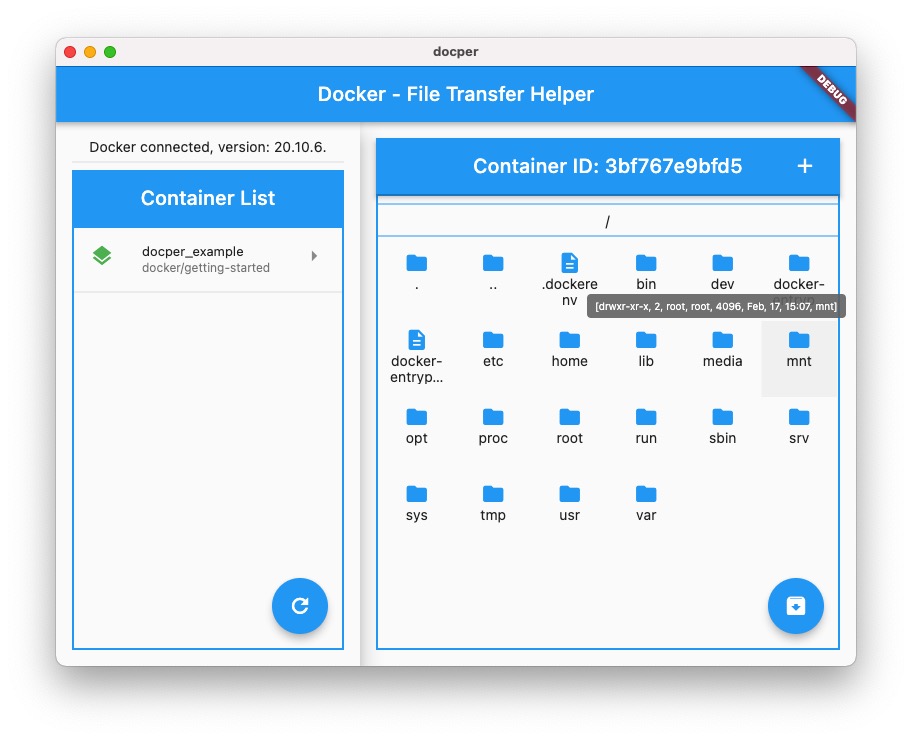 docper
Docker - File Transfer Helper
DEBUG
Docker connected, version: 20.10.6.
Container List
docper_example
docker/getting-started
Container ID: 3bf767e9bfd5
+
/
.
..
.dockere
nv
bin
dev
docker-
[drwxr-xr-x, 2, root, root, 4096, Feb, 17, 15:07, mnt]
docker-
entryp...
etc
home
lib
media
mnt
opt
proc
root
run
sbin
srv
sys
tmp
usr
var